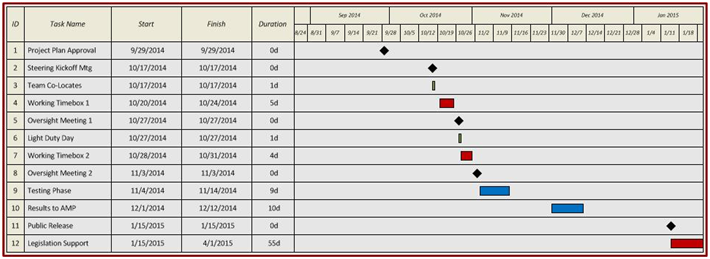 ID Task Name Start Finish Duration
Sep 2014 Oct 2014 Nov 2014 Dec 2014 Jan 2015
8/24 8/31 9/7 9/14 9/21 9/28 10/5 10/12 10/19 10/26 11/2 11/9 11/16 11/23 11/30 12/7 12/14 12/21 12/28 1/4 1/11 1/18
1 Project Plan Approval 9/29/2014 9/29/2014 0d
2 Steering Kickoff Mtg 10/17/2014 10/17/2014 0d
3 Team Co-Locates 10/17/2014 10/17/2014 1d
4 Working Timebox 1 10/20/2014 10/24/2014 5d
5 Oversight Meeting 1 10/27/2014 10/27/2014 0d
6 Light Duty Day 10/27/2014 10/27/2014 1d
7 Working Timebox 2 10/28/2014 10/31/2014 4d
8 Oversight Meeting 2 11/3/2014 11/3/2014 0d
9 Testing Phase 11/4/2014 11/14/2014 9d
10 Results to AMP 12/1/2014 12/12/2014 10d
11 Public Release 1/15/2015 1/15/2015 0d
12 Legislation Support 1/15/2015 4/1/2015 55d